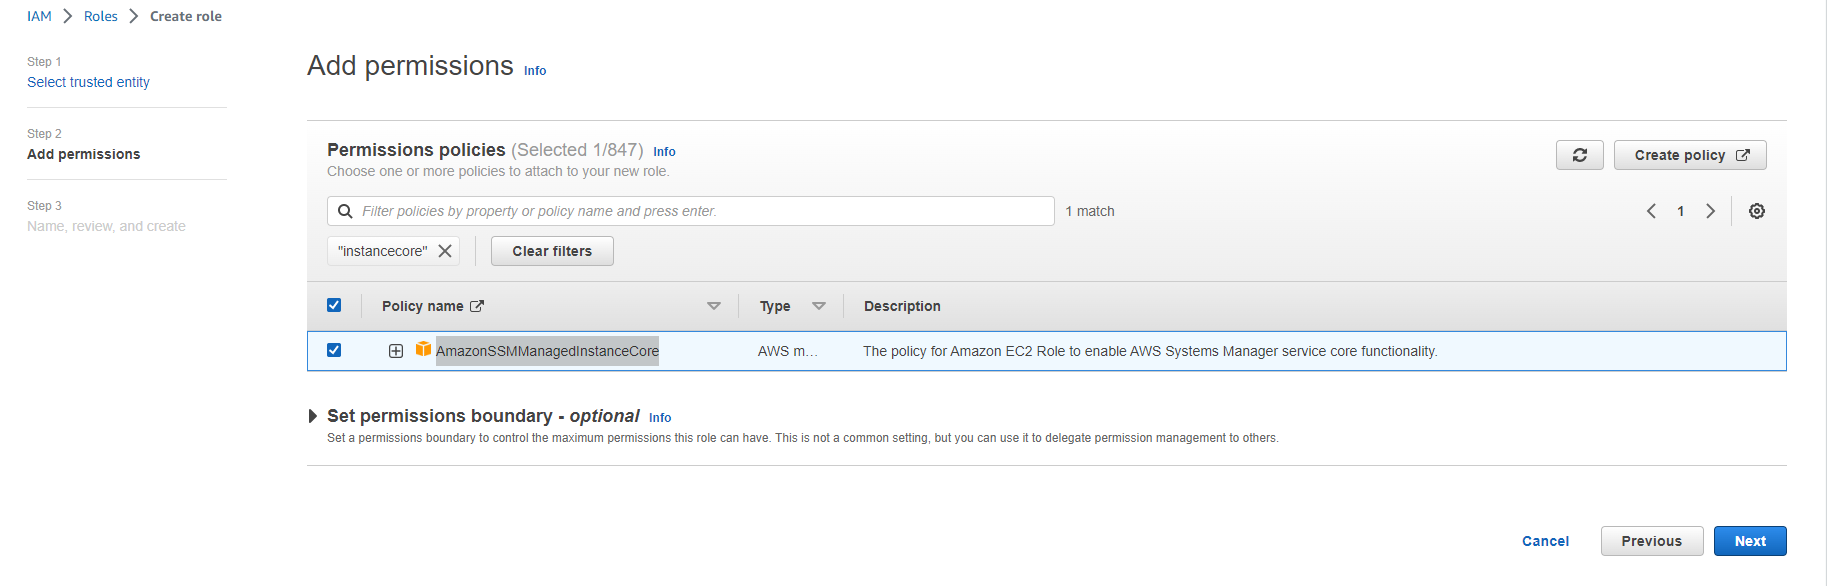 IAM > Roles > Create role
Step 1
Select trusted entity
Step 2
Add permissions
Step 3
Name, review, and create
Add permissions Info
Permissions policies (Selected 1/847) Info
Choose one or more policies to attach to your new role.
Create policy
Filter policies by property or policy name and press enter.
1 match
1
"instancecore"
Clear filters
Policy name Type Description
AmazonSSMManagedInstanceCore AWS m... The policy for Amazon EC2 Role to enable AWS Systems Manager service core functionality.
Set permissions boundary - optional Info
Set a permissions boundary to control the maximum permissions this role can have. This is not a common setting, but you can use it to delegate permission management to others.
Cancel Previous Next